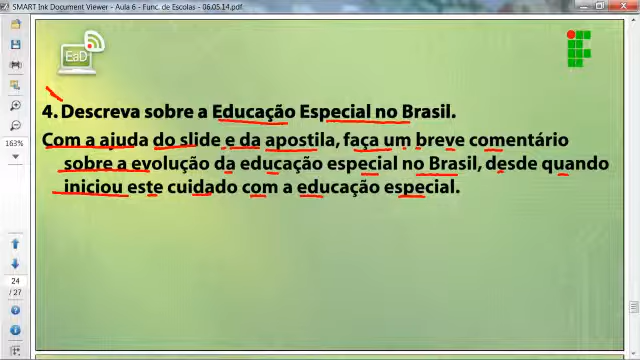 SMART Ink Document Viewer - Aula 6 - Func. de Escolas - 06.05.14.pdf
EaD
4. Descreva sobre a Educação Especial no Brasil.
Com a ajuda do slide e da apostila, faça um breve comentário
sobre a evolução da educação especial no Brasil, desde quando
iniciou este cuidado com a educação especial.
163%
24
/ 27